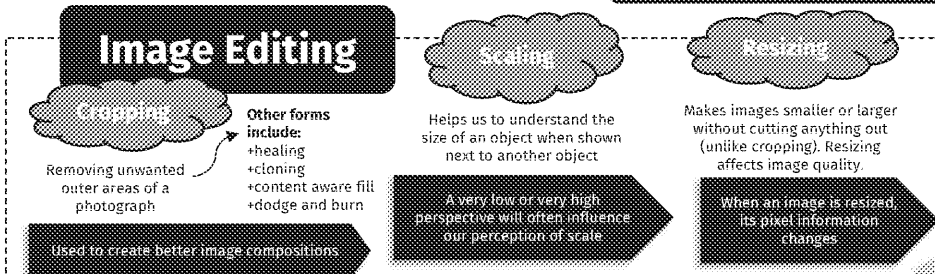 Image Editing
Cropping
Removing unwanted
outer areas of a
photograph
Other forms
include:
+healing
+cloning
+content aware fill
+dodge and burn
Used to create better image compositions
Scaling
Helps us to understand the
size of an object when shown
next to another object
A very low or very high
perspective will often influence
our perception of scale
Resizing
Makes images smaller or larger
without cutting anything out
(unlike cropping). Resizing
affects image quality.
When an image is resized,
its pixel information
changes